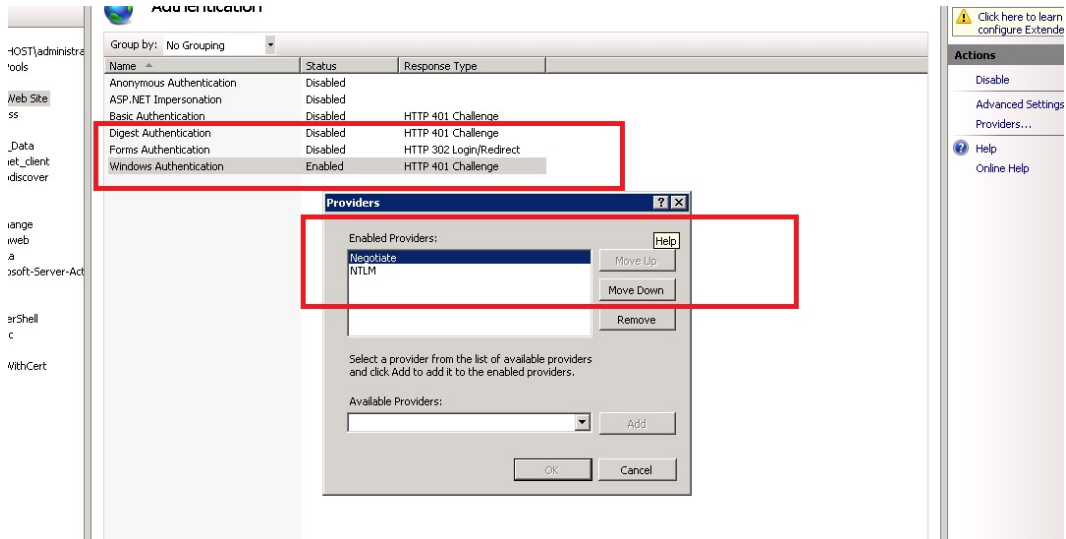 Authentication
Group by: No Grouping
Name Status Response Type
Anonymous Authentication Disabled
ASP.NET Impersonation Disabled
Basic Authentication Disabled HTTP 401 Challenge
Digest Authentication Disabled HTTP 401 Challenge
Forms Authentication Disabled HTTP 302 Login/Redirect
Windows Authentication Enabled HTTP 401 Challenge
HOST\administra
ools
Web Site
ss
_Data
net_client
odiscover
ange
web
a
osoft-Server-Act
erShell
c
WithCert
Providers
Enabled Providers:
Negotiate
NTLM
Help
Move Up
Move Down
Remove
Select a provider from the list of available providers
and click Add to add it to the enabled providers.
Available Providers:
Add
OK
Cancel
Click here to learn
configure Extende
Actions
Disable
Advanced Settings
Providers...
Help
Online Help